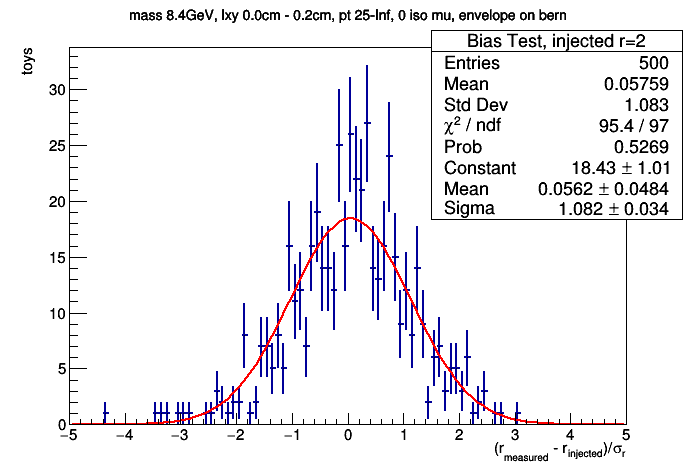 mass 8.4GeV, lxy 0.0cm - 0.2cm, pt 25-Inf, 0 iso mu, envelope on bern
Bias Test, injected r=2
Entries 500
Mean 0.05759
Std Dev 1.083
χ² / ndf 95.4 / 97
Prob 0.5269
Constant 18.43 ± 1.01
Mean 0.0562 ± 0.0484
Sigma 1.082 ± 0.034
toys
30
25
20
15
10
5
0
−5 −4 −3 −2 −1 0 1 2 3 4 5
(r_measured - r_injected)/σ_r